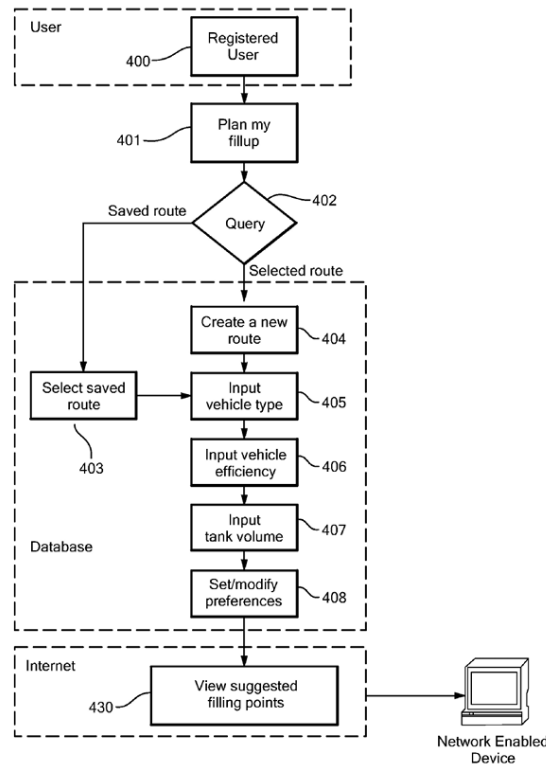 User
Registered
User
400
Plan my
fillup
401
402
Saved route
Query
Selected route
Create a new
route
404
Select saved
route
403
Input
vehicle type
405
Input vehicle
efficiency
406
Input
tank volume
407
Database
Set/modify
preferences
408
Internet
View suggested
filling points
430
Network Enabled
Device